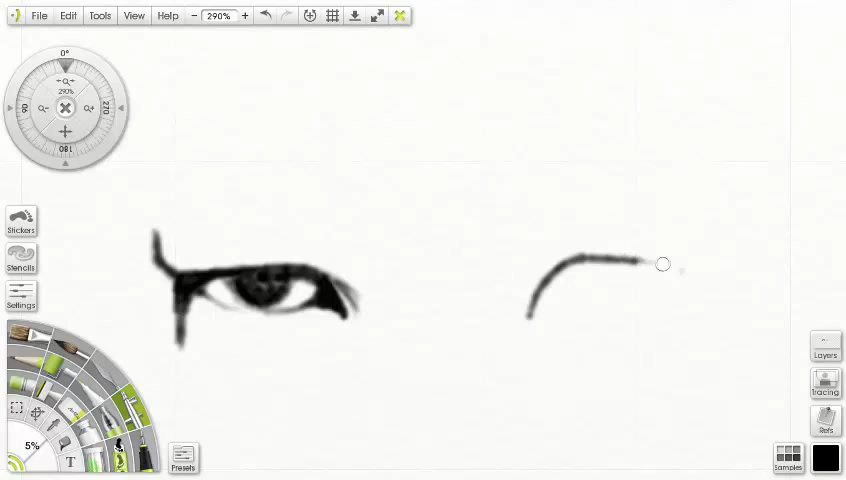 File Edit Tools View Help − 290% +
0°
290%
90
270
180
Stickers
Stencils
Settings
Layers
Tracing
Refs
5%
T
Presets
Samples